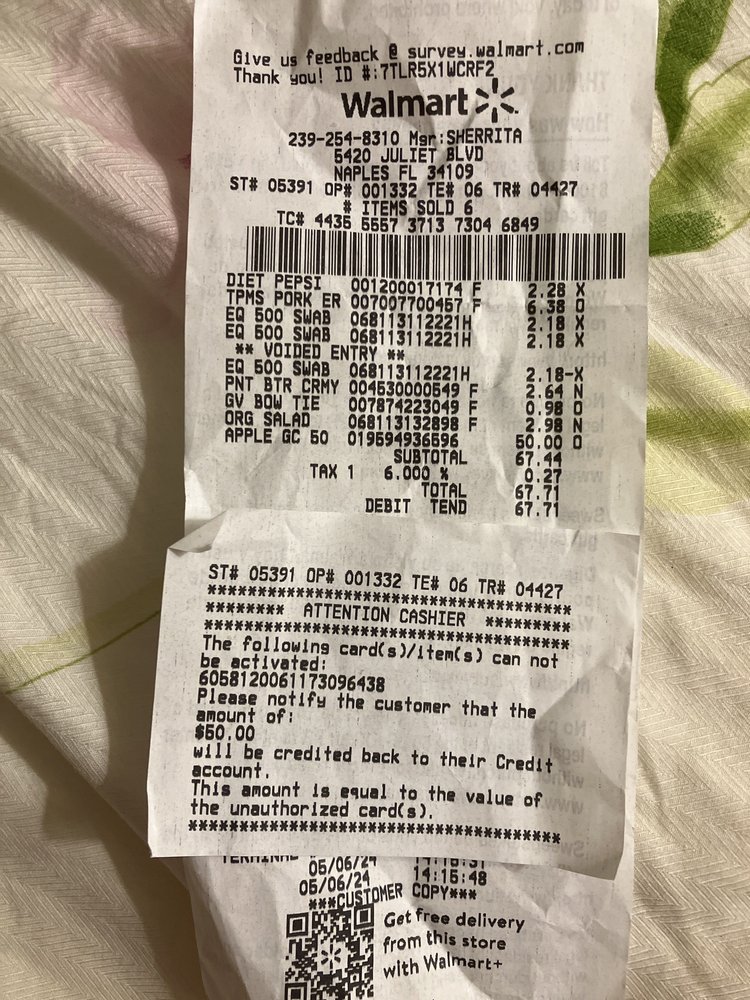 Give us feedback @ survey.walmart.com
Thank you! ID #:7TLR5X1WCRF2
Walmart
239-254-8310 Mgr:SHERRITA
5420 JULIET BLVD
NAPLES FL 34109
ST# 05391 OP# 001332 TE# 06 TR# 04427
# ITEMS SOLD 6
TC# 4435 5557 3713 7304 6849
DIET PEPSI 001200017174 F 2.28 X
TPMS PORK ER 007007700457 F 6.38 O
EQ 500 SWAB 068113112221H 2.18 X
EQ 500 SWAB 068113112221H 2.18 X
** VOIDED ENTRY **
EQ 500 SWAB 068113112221H 2.18-X
PNT BTR CRMY 004530000549 F 2.64 N
GV BOW TIE 007874223049 F 0.98 O
ORG SALAD 068113132898 F 2.98 N
APPLE GC 50 019594936596 50.00 O
SUBTOTAL 67.44
TAX 1 6.000 % 0.27
TOTAL 67.71
DEBIT TEND 67.71
ST# 05391 OP# 001332 TE# 06 TR# 04427
****************************************
******** ATTENTION CASHIER *********
****************************************
The following card(s)/item(s) can not
be activated:
6058120061173096438
Please notify the customer that the
amount of:
$50.00
will be credited back to their Credit
account.
This amount is equal to the value of
the unauthorized card(s).
****************************************
TERMINAL #
05/06/24 14:15:31
05/06/24 14:15:48
***CUSTOMER COPY***
Get free delivery
from this store
with Walmart+